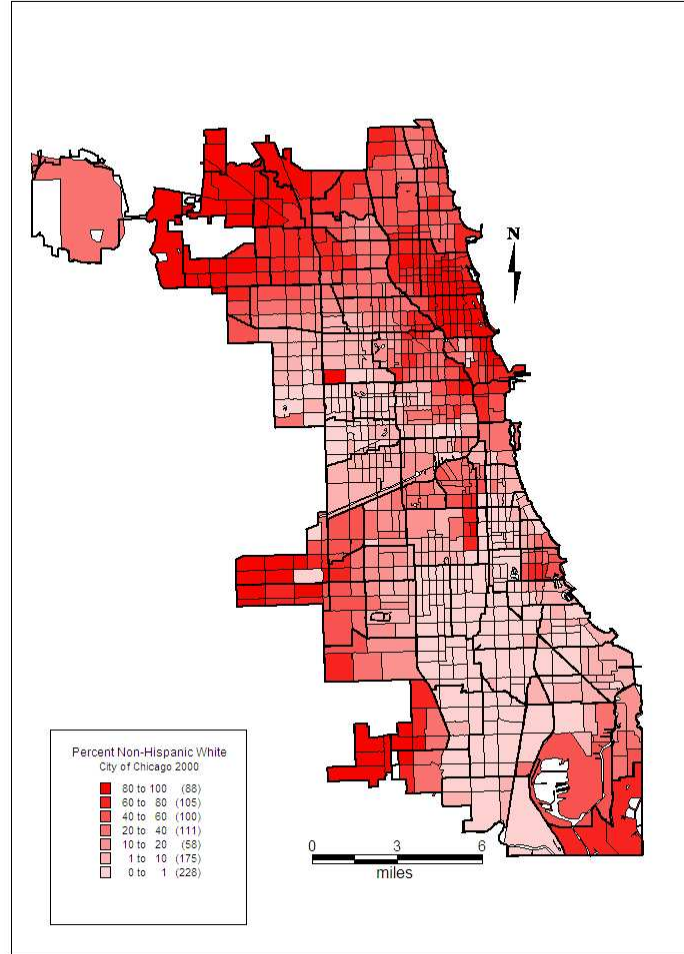 N
Percent Non-Hispanic White
City of Chicago 2000
80 to 100 (88)
60 to 80 (105)
40 to 60 (100)
20 to 40 (111)
10 to 20 (58)
1 to 10 (175)
0 to 1 (228)
0 3 6
miles